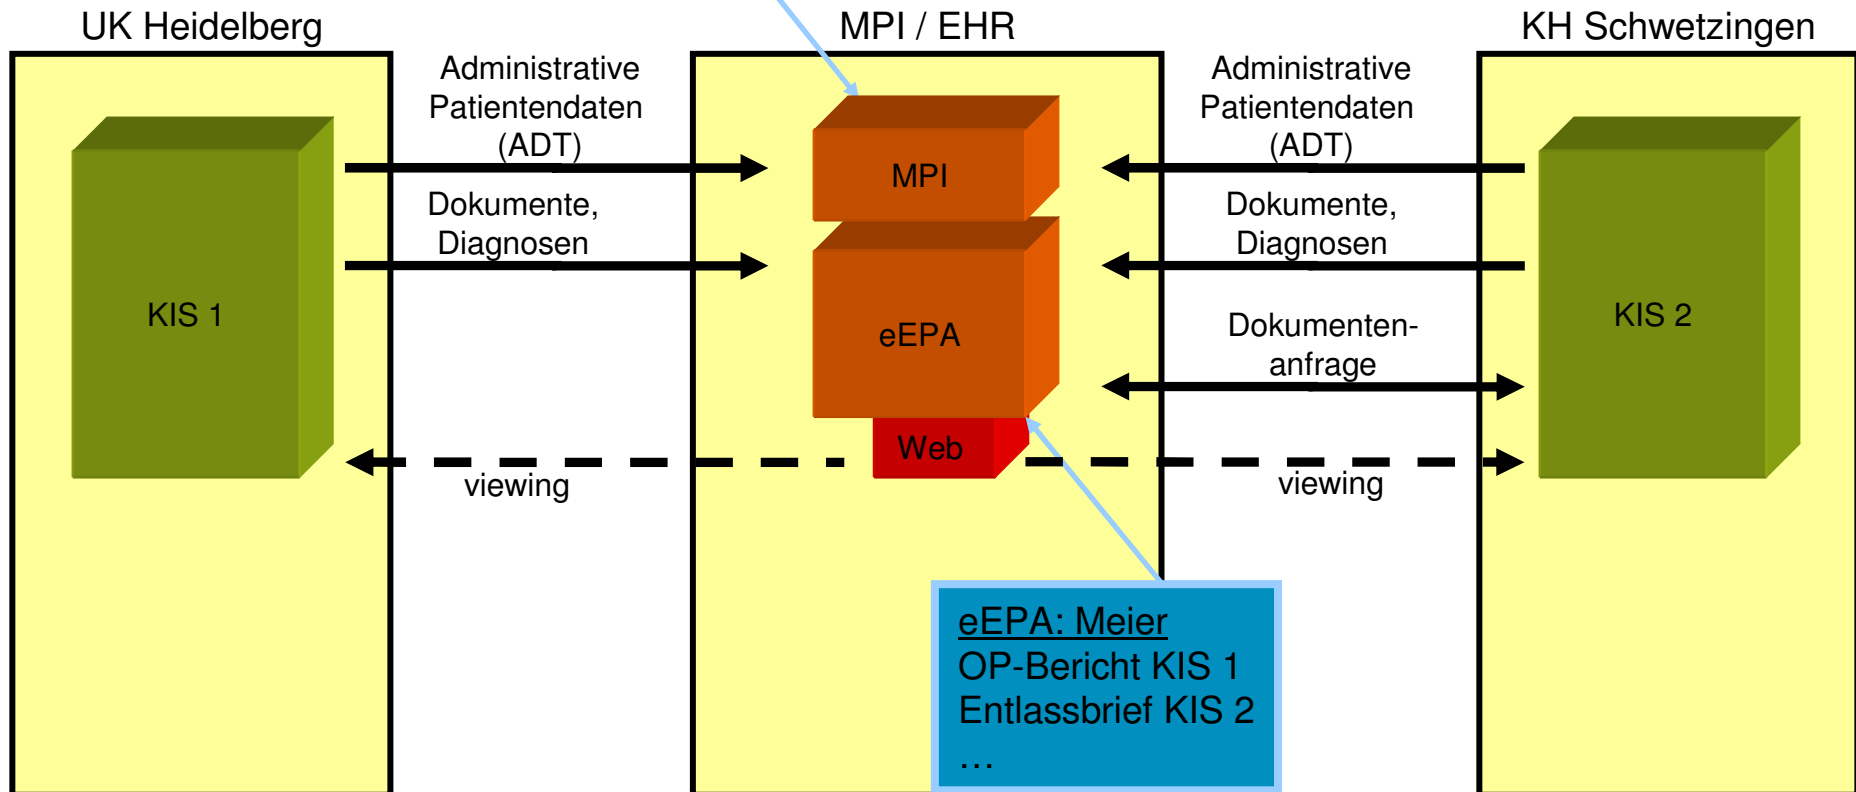 UK Heidelberg
MPI / EHR
KH Schwetzingen
Administrative
Patientendaten
(ADT)
Dokumente,
Diagnosen
Administrative
Patientendaten
(ADT)
Dokumente,
Diagnosen
Dokumenten-
anfrage
KIS 1
MPI
eEPA
Web
KIS 2
viewing
viewing
eEPA: Meier
OP-Bericht KIS 1
Entlassbrief KIS 2
…